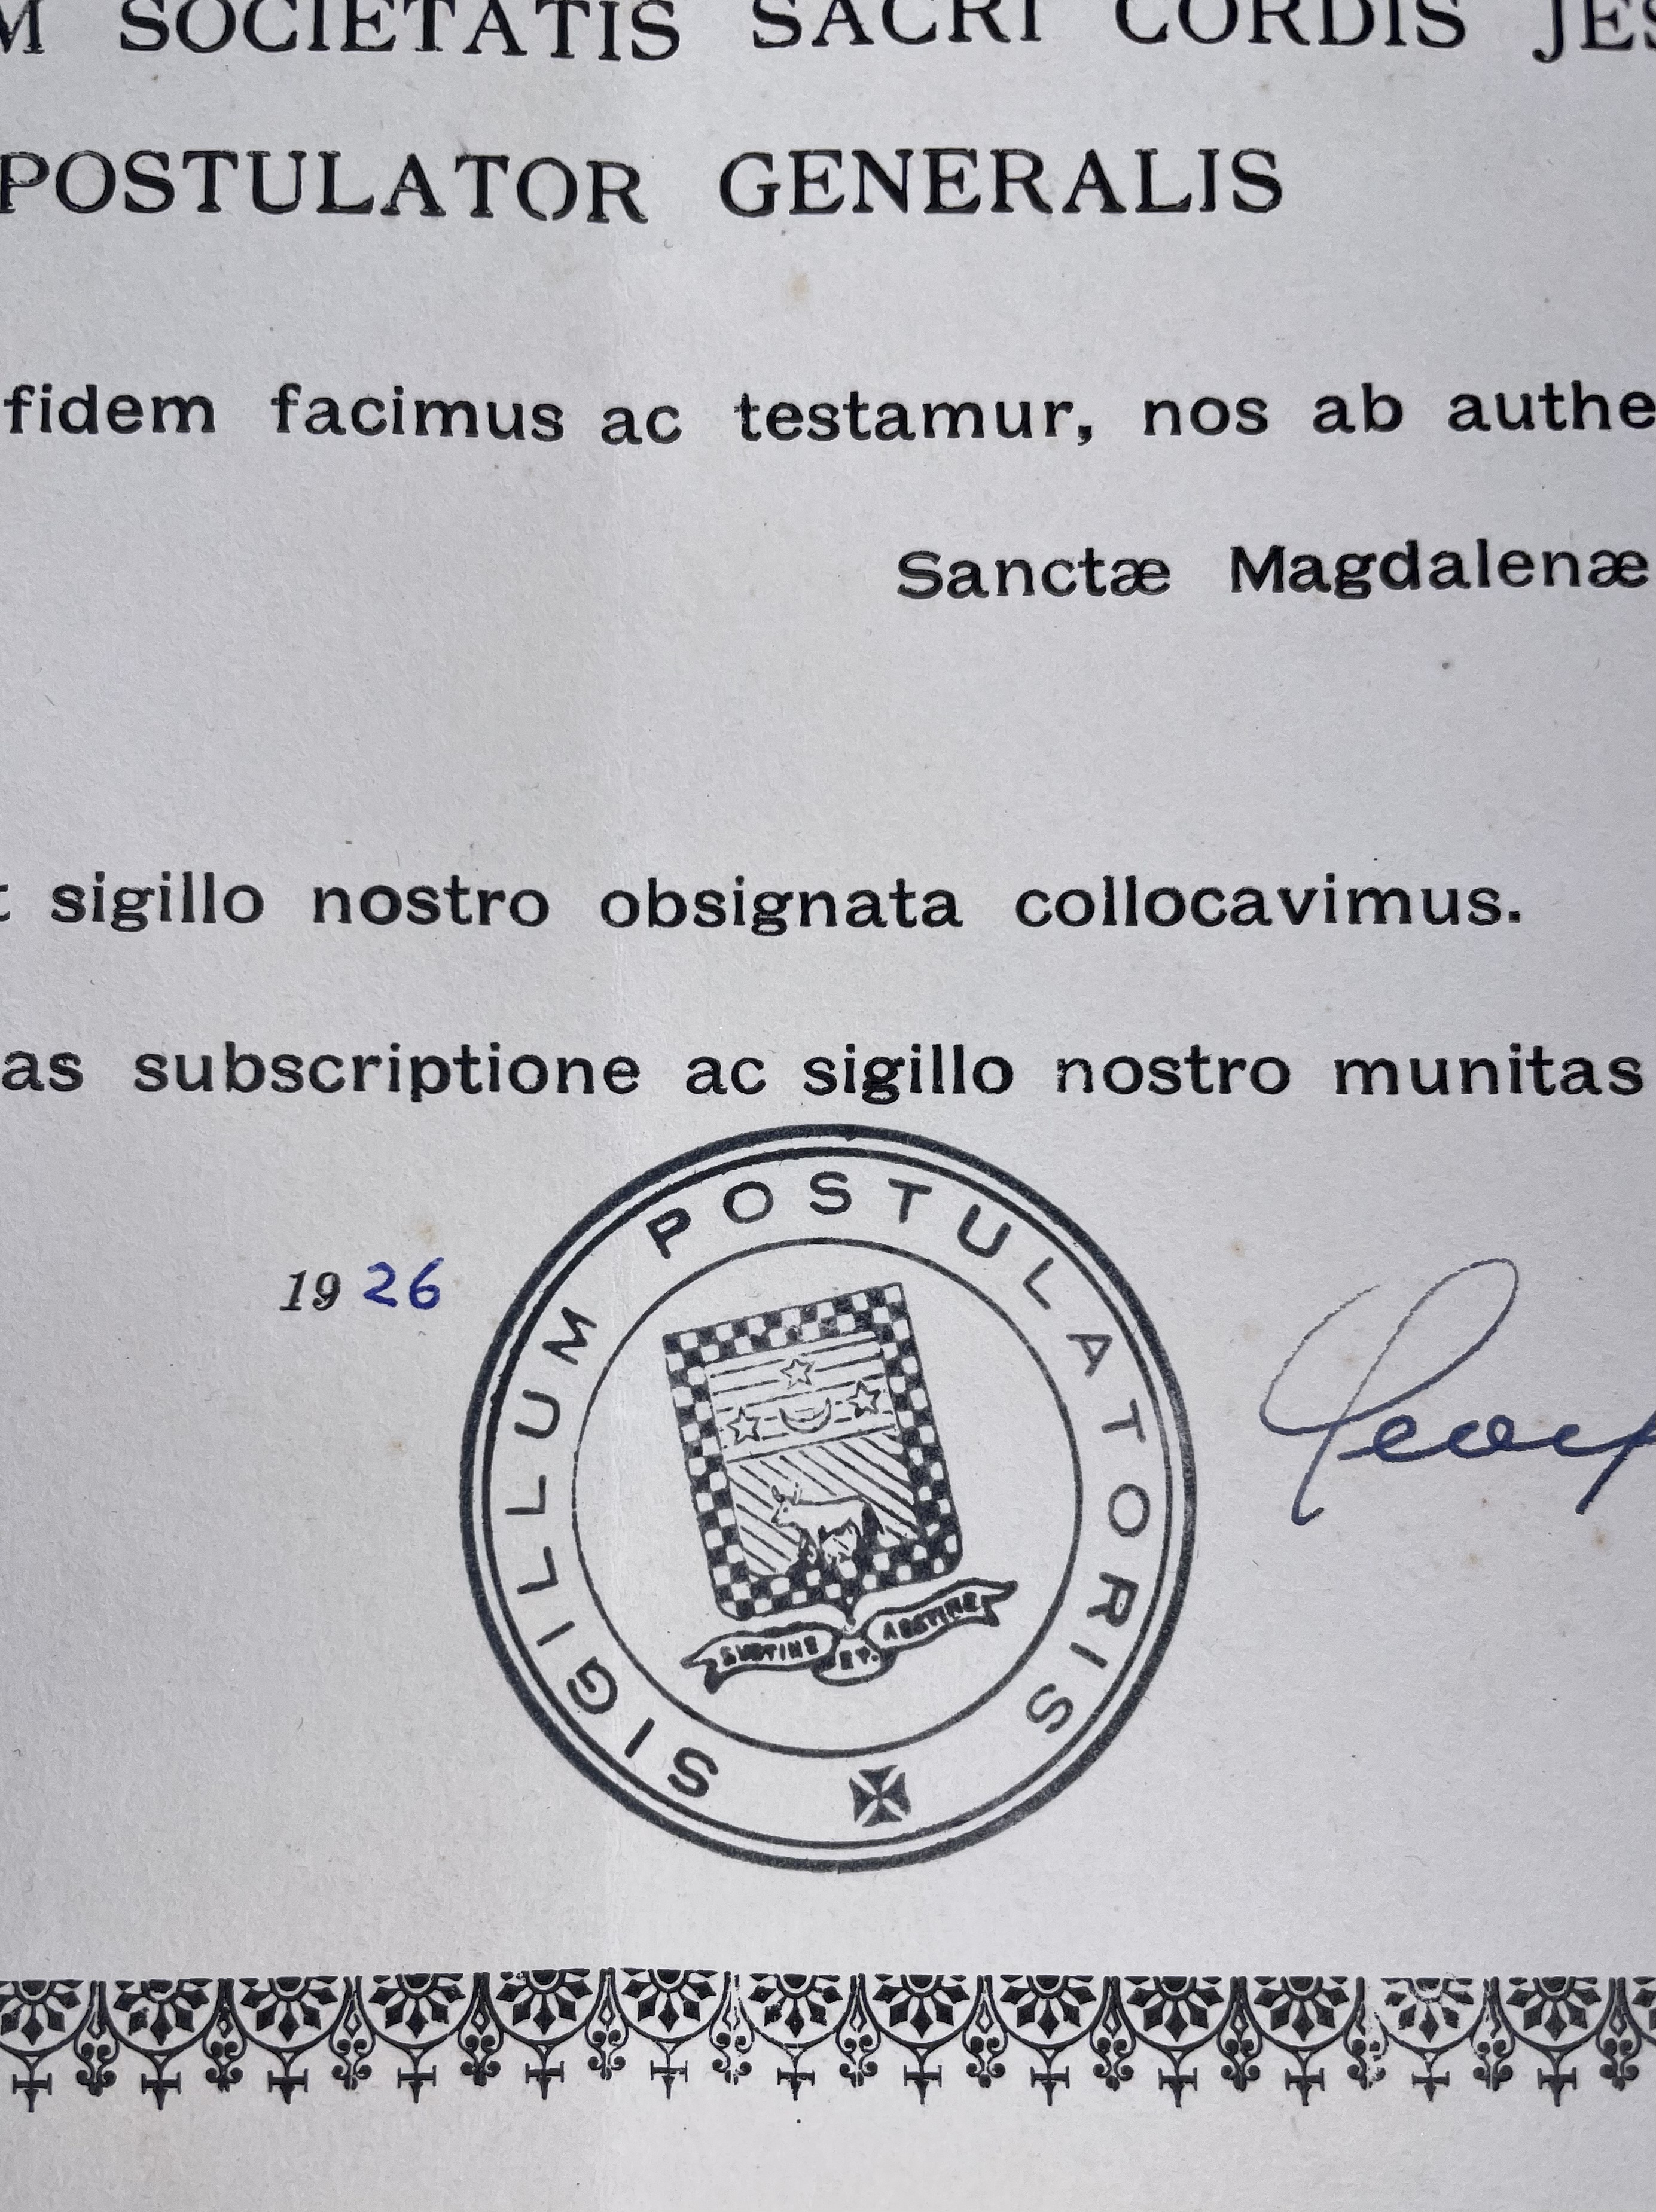 M SOCIETATIS SACRI CORDIS JES
POSTULATOR GENERALIS
fidem facimus ac testamur, nos ab authe
Sanctæ Magdalenæ
t sigillo nostro obsignata collocavimus.
as subscriptione ac sigillo nostro munitas
1926
SIGILLUM POSTULATORIS
SUSTINE ET ABSTINE